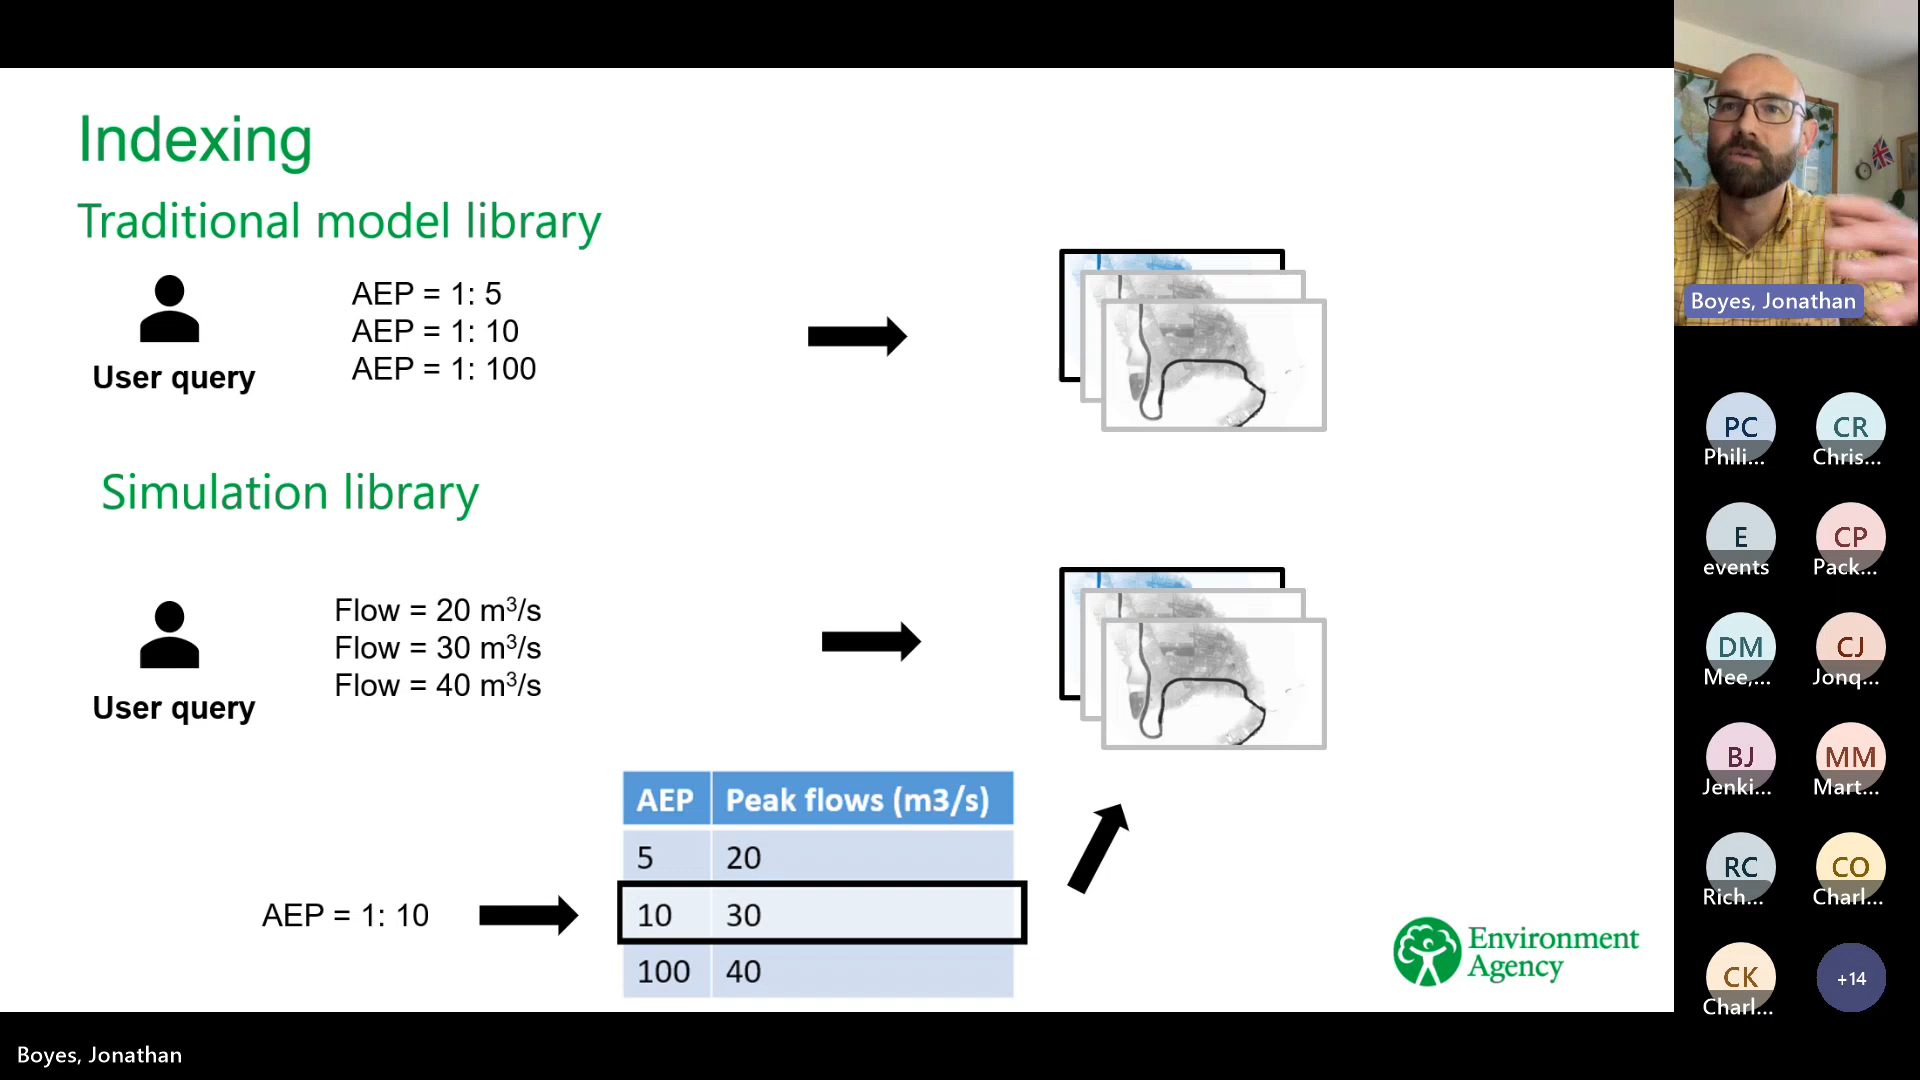 Indexing
Traditional model library
AEP = 1: 5
AEP = 1: 10
AEP = 1: 100
User query
Simulation library
Flow = 20 m³/s
Flow = 30 m³/s
Flow = 40 m³/s
User query
AEP Peak flows (m3/s)
5 20
10 30
100 40
AEP = 1: 10
Environment
Agency
Boyes, Jonathan
PC CR
Phili... Chris...
E CP
events Pack...
DM CJ
Mee,... Jonq...
BJ MM
Jenki... Mart...
RC CO
Rich... Charl...
CK +14
Charl...
Boyes, Jonathan